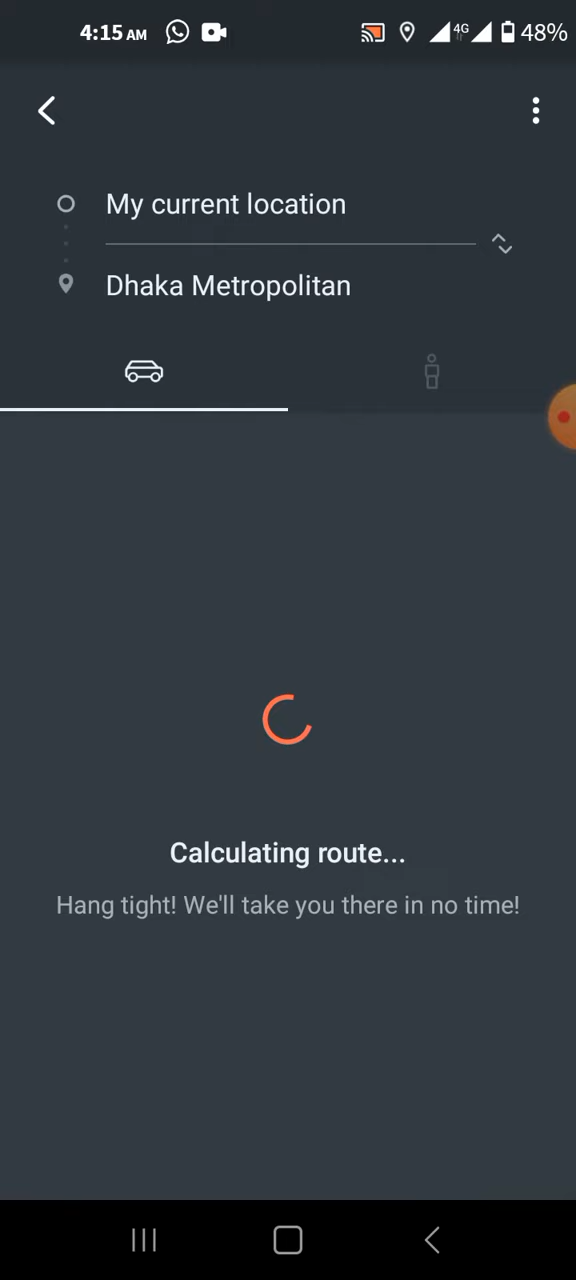 4:15 AM 4G 48%
My current location
Dhaka Metropolitan
Calculating route...
Hang tight! We'll take you there in no time!